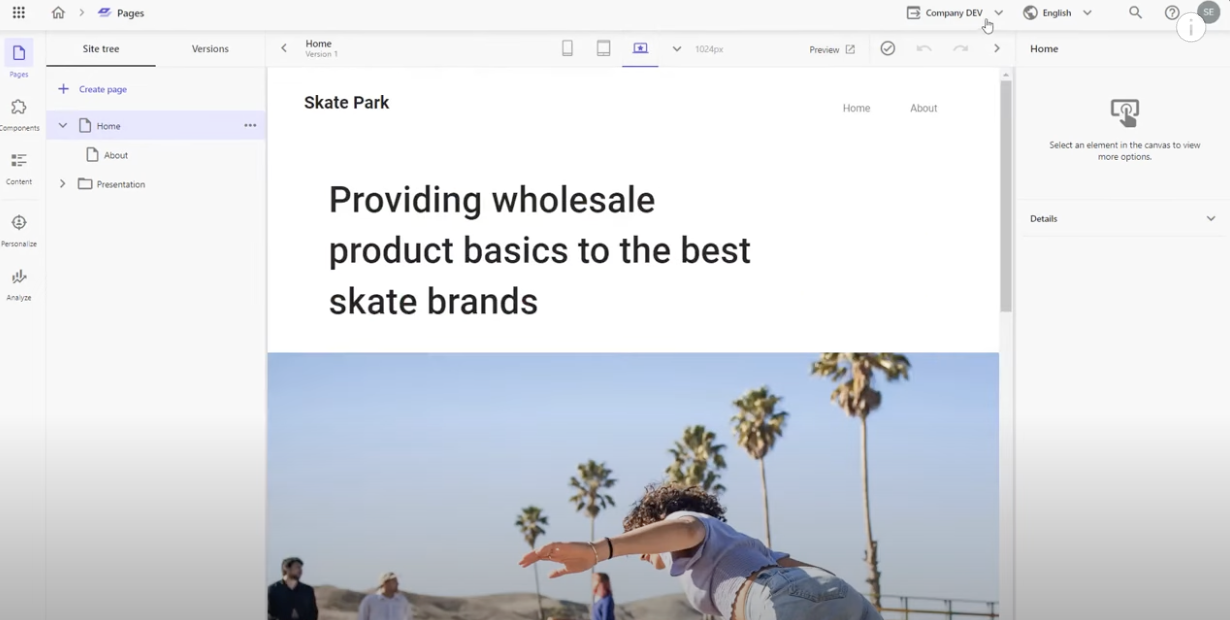 Pages
Company DEV
English
SE
Pages
Components
Content
Personalize
Analyze
Site tree
Versions
Create page
Home
About
Presentation
Home
Version 1
1024px
Preview
Skate Park
Home
About
Providing wholesale
product basics to the best
skate brands
Home
Select an element in the canvas to view
more options.
Details